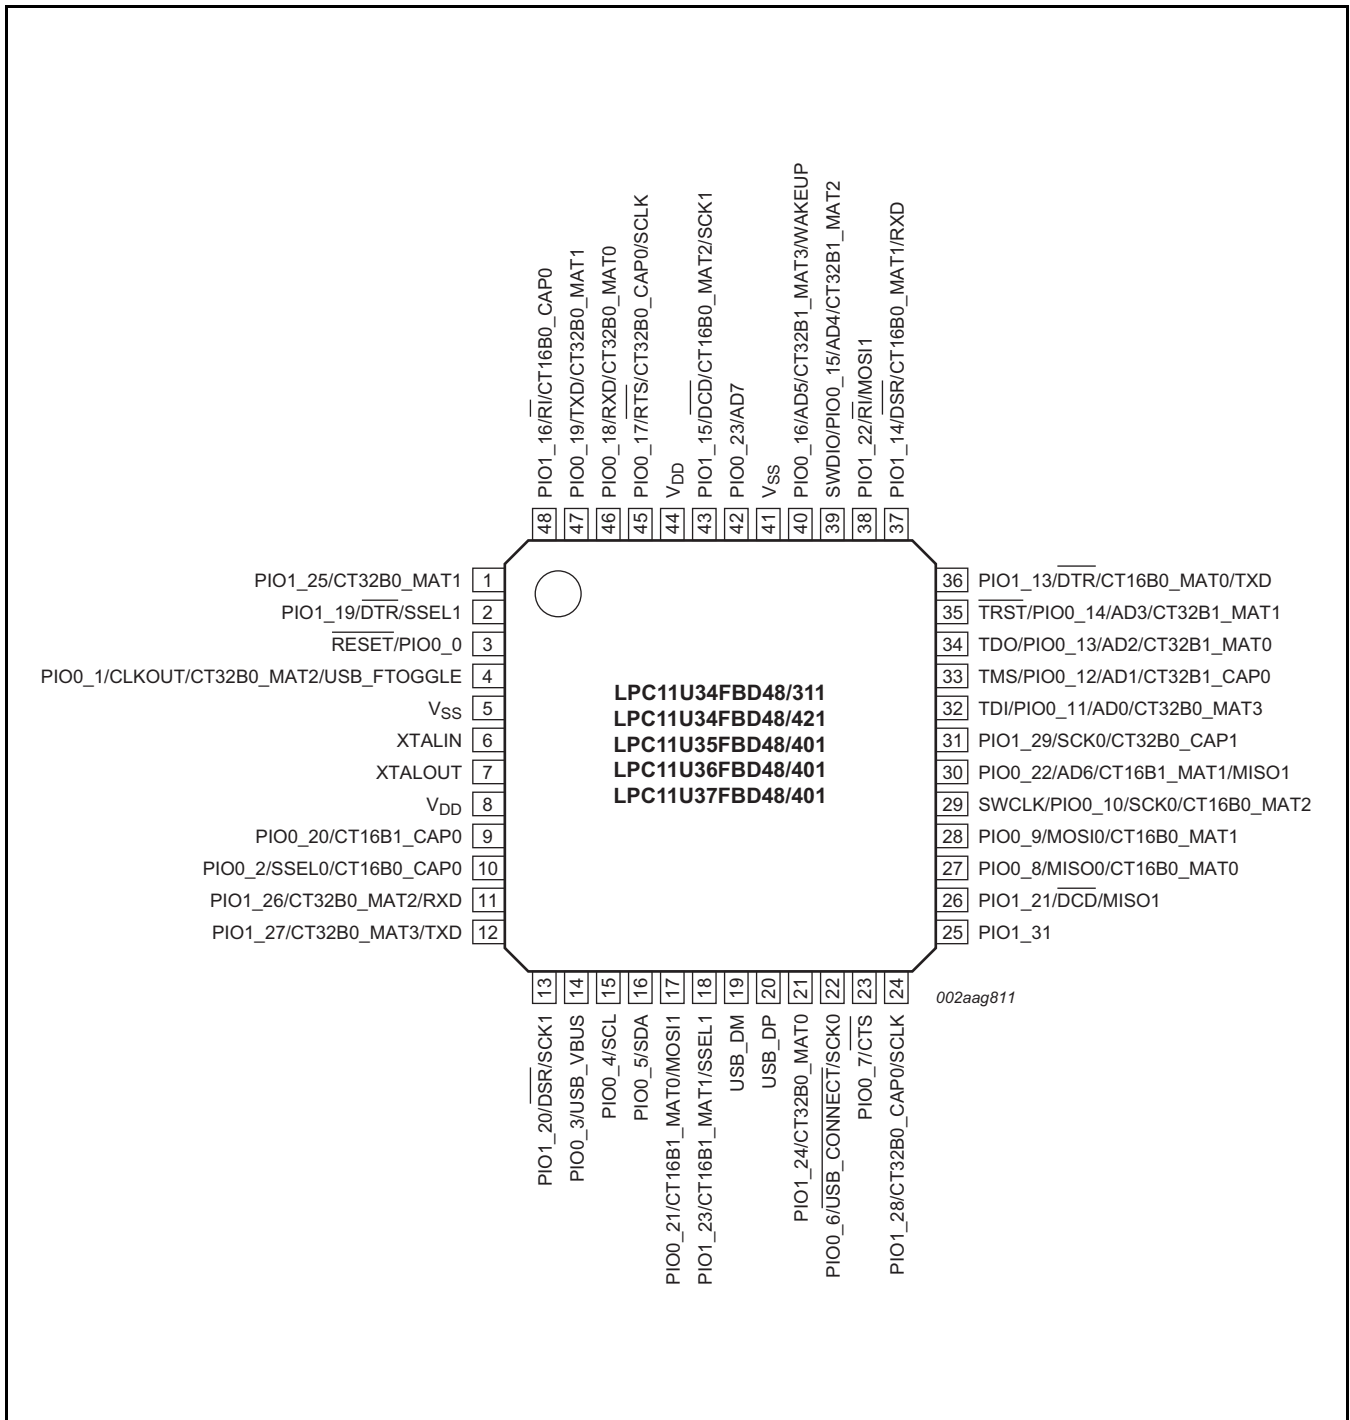 PIO1_16/RI/CT16B0_CAP0
PIO0_19/TXD/CT32B0_MAT1
PIO0_18/RXD/CT32B0_MAT0
PIO0_17/RTS/CT32B0_CAP0/SCLK
VDD
PIO1_15/DCD/CT16B0_MAT2/SCK1
PIO0_23/AD7
VSS
PIO0_16/AD5/CT32B1_MAT3/WAKEUP
SWDIO/PIO0_15/AD4/CT32B1_MAT2
PIO1_22/RI/MOSI1
PIO1_14/DSR/CT16B0_MAT1/RXD
48 47 46 45 44 43 42 41 40 39 38 37
PIO1_25/CT32B0_MAT1 1
PIO1_19/DTR/SSEL1 2
RESET/PIO0_0 3
PIO0_1/CLKOUT/CT32B0_MAT2/USB_FTOGGLE 4
VSS 5
XTALIN 6
XTALOUT 7
VDD 8
PIO0_20/CT16B1_CAP0 9
PIO0_2/SSEL0/CT16B0_CAP0 10
PIO1_26/CT32B0_MAT2/RXD 11
PIO1_27/CT32B0_MAT3/TXD 12
LPC11U34FBD48/311
LPC11U34FBD48/421
LPC11U35FBD48/401
LPC11U36FBD48/401
LPC11U37FBD48/401
36 PIO1_13/DTR/CT16B0_MAT0/TXD
35 TRST/PIO0_14/AD3/CT32B1_MAT1
34 TDO/PIO0_13/AD2/CT32B1_MAT0
33 TMS/PIO0_12/AD1/CT32B1_CAP0
32 TDI/PIO0_11/AD0/CT32B0_MAT3
31 PIO1_29/SCK0/CT32B0_CAP1
30 PIO0_22/AD6/CT16B1_MAT1/MISO1
29 SWCLK/PIO0_10/SCK0/CT16B0_MAT2
28 PIO0_9/MOSI0/CT16B0_MAT1
27 PIO0_8/MISO0/CT16B0_MAT0
26 PIO1_21/DCD/MISO1
25 PIO1_31
13 14 15 16 17 18 19 20 21 22 23 24
PIO1_20/DSR/SCK1
PIO0_3/USB_VBUS
PIO0_4/SCL
PIO0_5/SDA
PIO0_21/CT16B1_MAT0/MOSI1
PIO1_23/CT16B1_MAT1/SSEL1
USB_DM
USB_DP
PIO1_24/CT32B0_MAT0
PIO0_6/USB_CONNECT/SCK0
PIO0_7/CTS
PIO1_28/CT32B0_CAP0/SCLK
002aag811